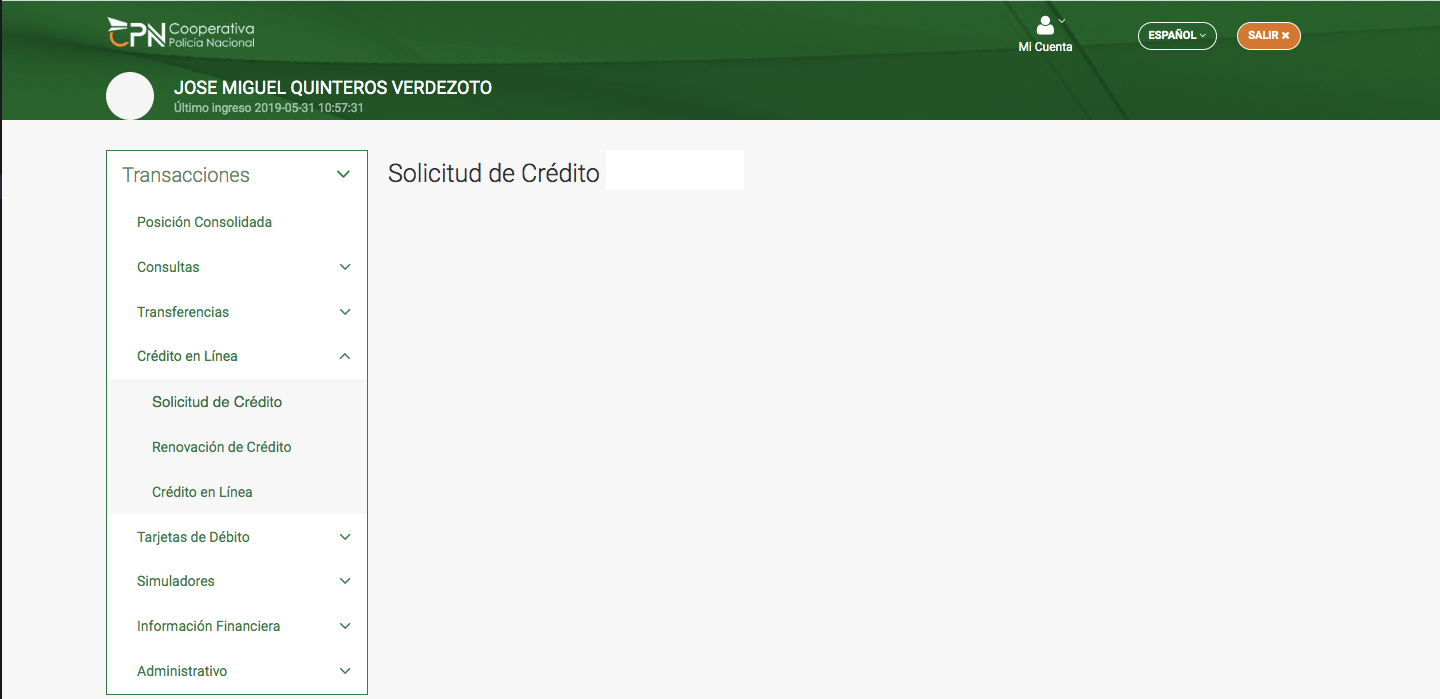 CPN Cooperativa
Policía Nacional
Mi Cuenta
ESPAÑOL
SALIR ×
JOSE MIGUEL QUINTEROS VERDEZOTO
Último ingreso 2019-05-31 10:57:31
Transacciones
Posición Consolidada
Consultas
Transferencias
Crédito en Línea
Solicitud de Crédito
Renovación de Crédito
Crédito en Línea
Tarjetas de Débito
Simuladores
Información Financiera
Administrativo
Solicitud de Crédito